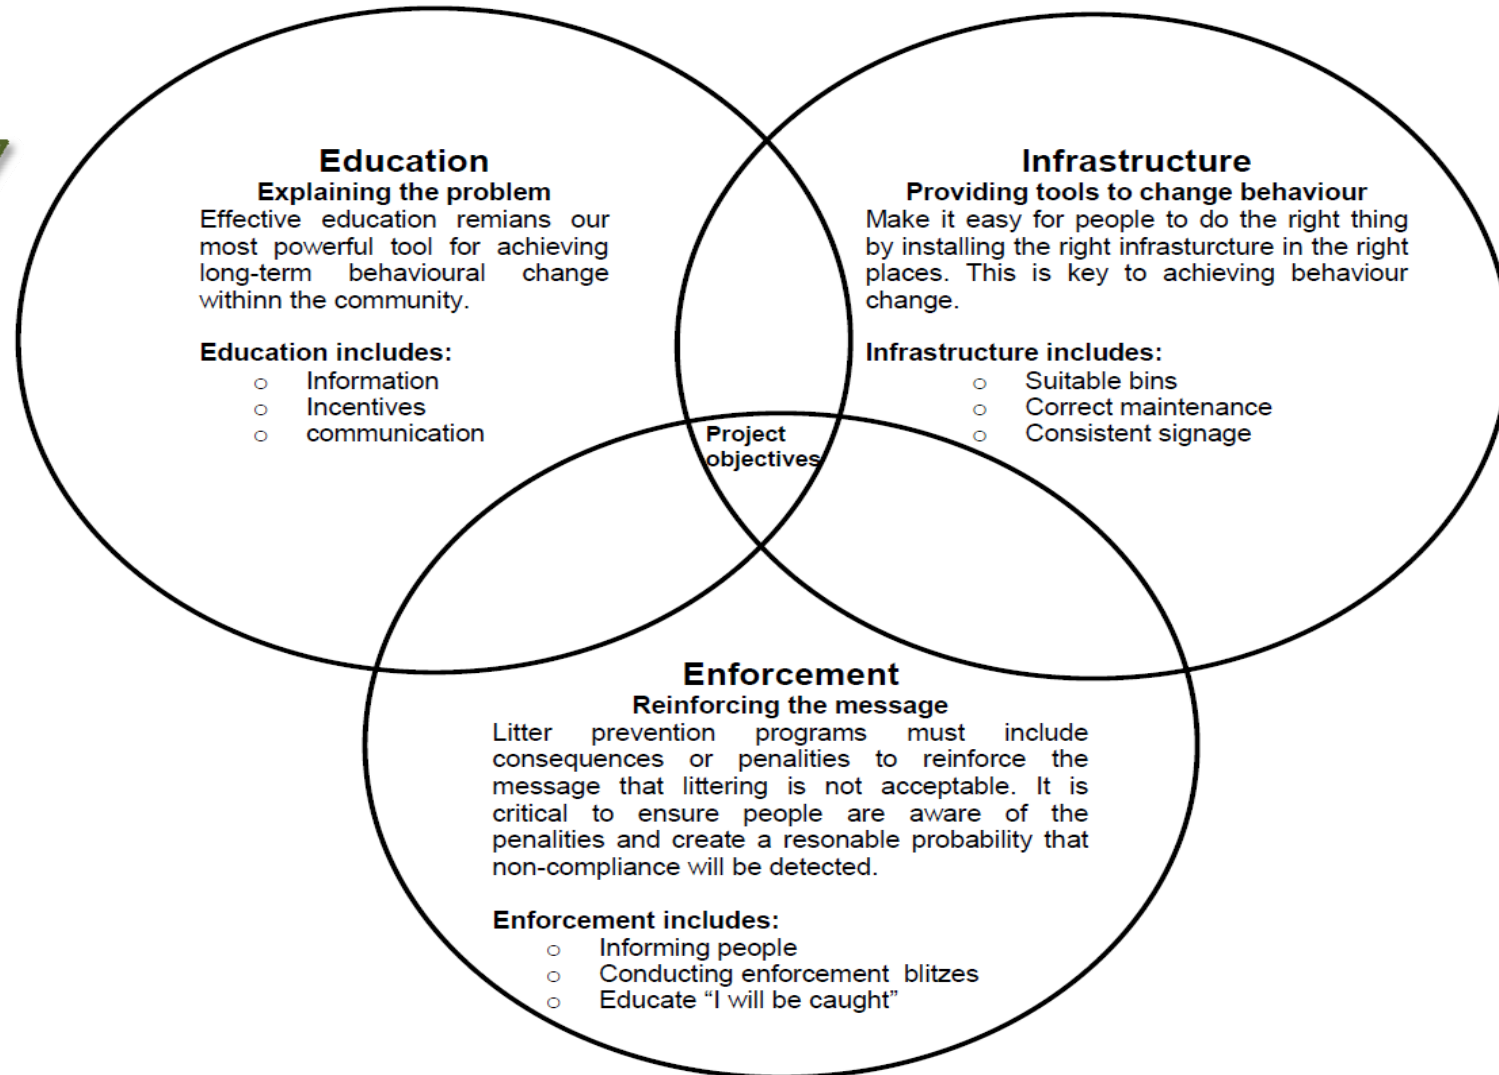 Education
Explaining the problem
Effective education remians our
most powerful tool for achieving
long-term behavioural change
withinn the community.
Education includes:
o Information
o Incentives
o communication
Infrastructure
Providing tools to change behaviour
Make it easy for people to do the right thing
by installing the right infrasturcture in the right
places. This is key to achieving behaviour
change.
Infrastructure includes:
o Suitable bins
o Correct maintenance
o Consistent signage
Project
objectives
Enforcement
Reinforcing the message
Litter prevention programs must include
consequences or penalities to reinforce the
message that littering is not acceptable. It is
critical to ensure people are aware of the
penalities and create a resonable probability that
non-compliance will be detected.
Enforcement includes:
o Informing people
o Conducting enforcement blitzes
o Educate “I will be caught”